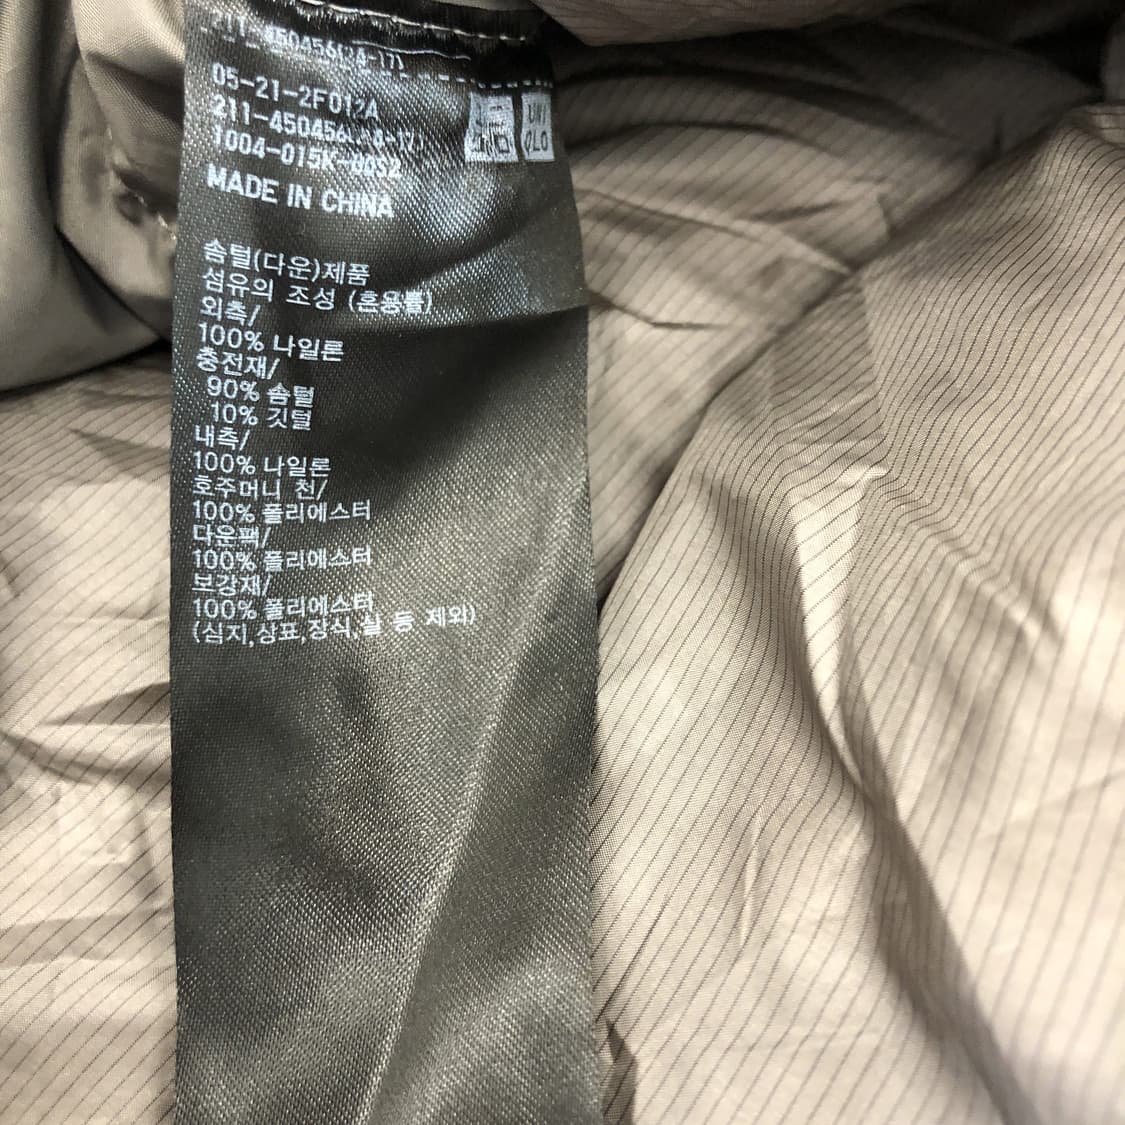 05-21-2F012A
MADE IN CHINA
UNI
QLO
솜털(다운)제품
섬유의 조성 (혼용률)
외측/
100% 나일론
충전재/
90% 솜털
10% 깃털
내측/
100% 나일론
호주머니 천/
100% 폴리에스터
다운팩/
100% 폴리에스터
보강재/
100% 폴리에스터
(심지,상표,장식,실 등 제외)